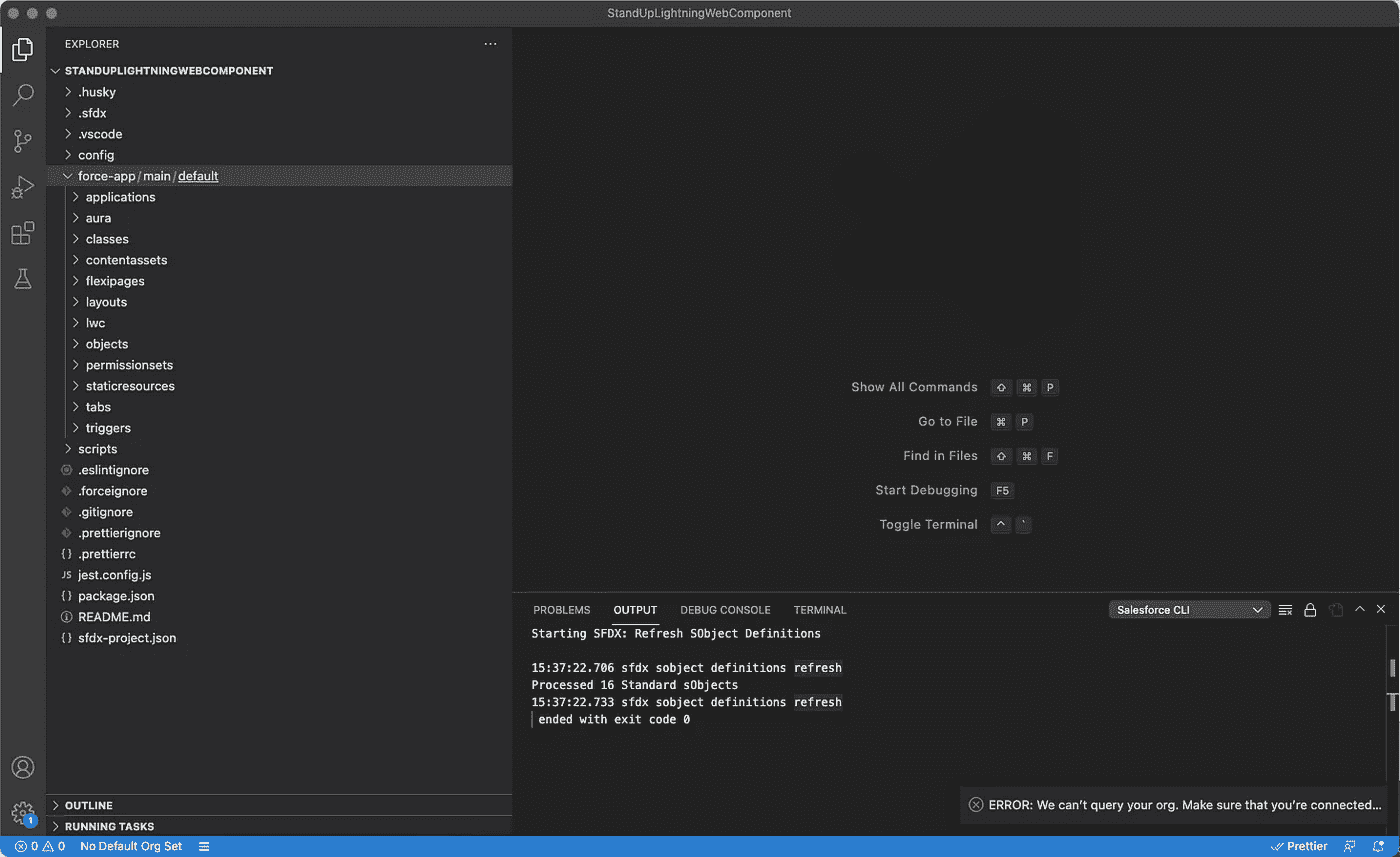 StandUpLightningWebComponent
EXPLORER
STANDUPLIGHTNINGWEBCOMPONENT
.husky
.sfdx
.vscode
config
force-app / main / default
applications
aura
classes
contentassets
flexipages
layouts
lwc
objects
permissionsets
staticresources
tabs
triggers
scripts
.eslintignore
.forceignore
.gitignore
.prettierignore
{} .prettierrc
JS jest.config.js
{} package.json
README.md
{} sfdx-project.json
OUTLINE
RUNNING TASKS
Show All Commands ⇧ ⌘ P
Go to File ⌘ P
Find in Files ⇧ ⌘ F
Start Debugging F5
Toggle Terminal ^ `
PROBLEMS OUTPUT DEBUG CONSOLE TERMINAL Salesforce CLI
Starting SFDX: Refresh SObject Definitions
15:37:22.706 sfdx sobject definitions refresh
Processed 16 Standard sObjects
15:37:22.733 sfdx sobject definitions refresh
ended with exit code 0
ERROR: We can't query your org. Make sure that you're connected...
1
0 0 No Default Org Set Prettier